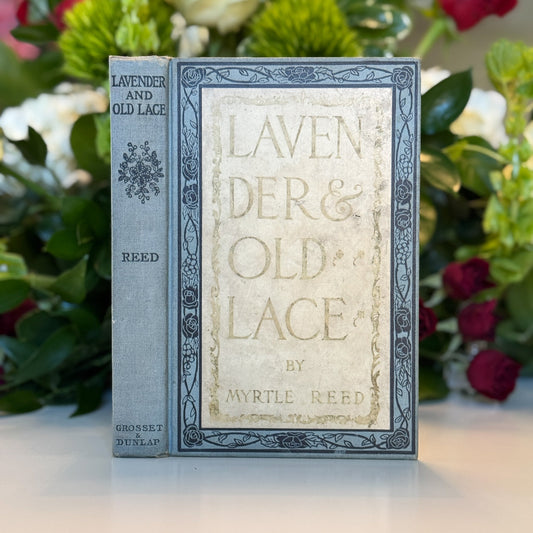 LAVENDER
AND
OLD LACE
REED
GROSSET
&
DUNLAP
LAVEN
DER &
OLD
LACE
BY
MYRTLE REED